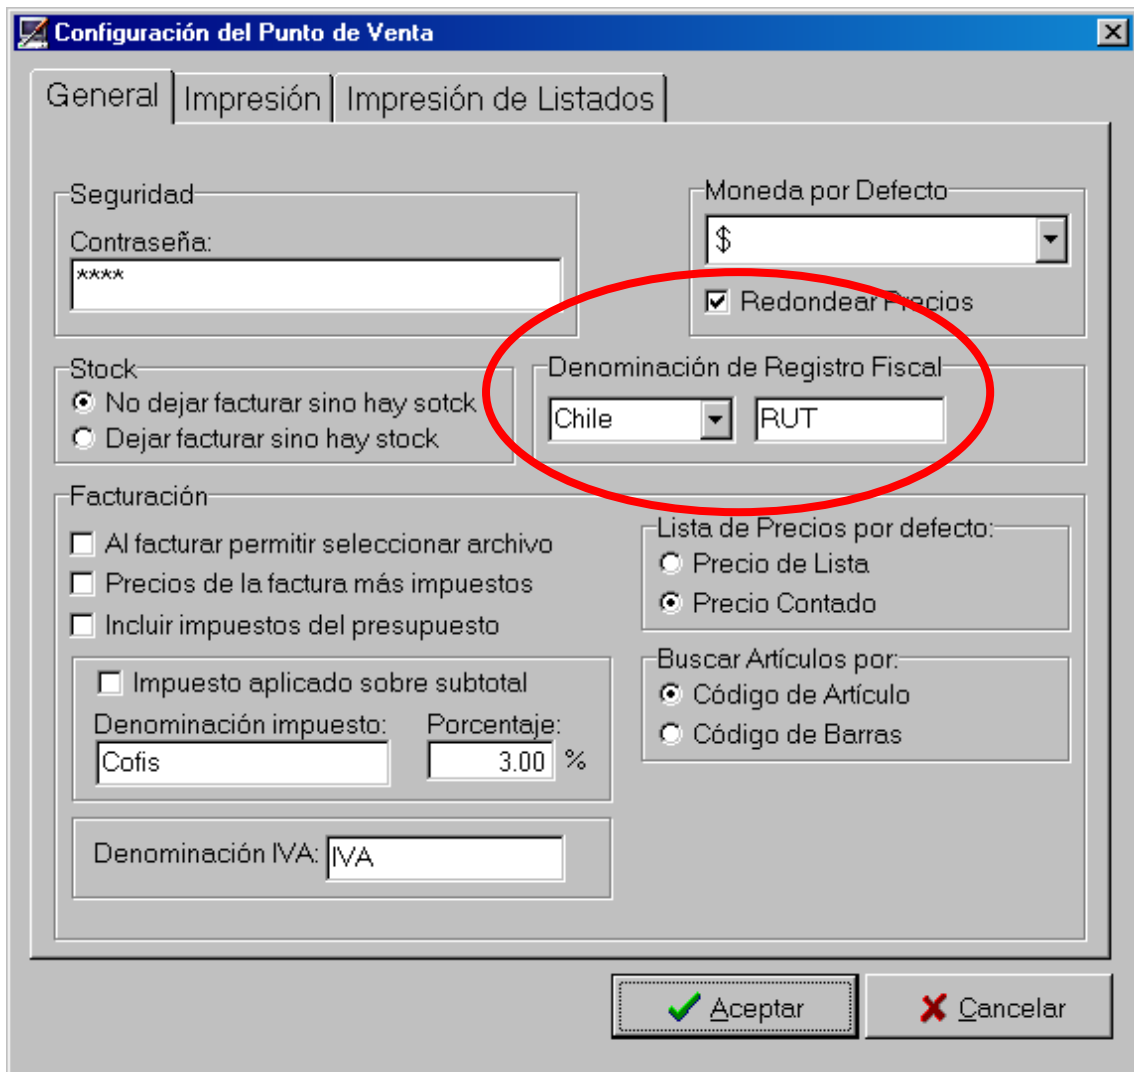 Configuración del Punto de Venta
General Impresión Impresión de Listados
Seguridad
Contraseña:
****
Moneda por Defecto
$
Redondear Precios
Stock
No dejar facturar sino hay sotck
Dejar facturar sino hay stock
Denominación de Registro Fiscal
Chile RUT
Facturación
Al facturar permitir seleccionar archivo
Precios de la factura más impuestos
Incluir impuestos del presupuesto
Impuesto aplicado sobre subtotal
Denominación impuesto: Porcentaje:
Cofis 3.00 %
Denominación IVA: IVA
Lista de Precios por defecto:
Precio de Lista
Precio Contado
Buscar Artículos por:
Código de Artículo
Código de Barras
Aceptar Cancelar